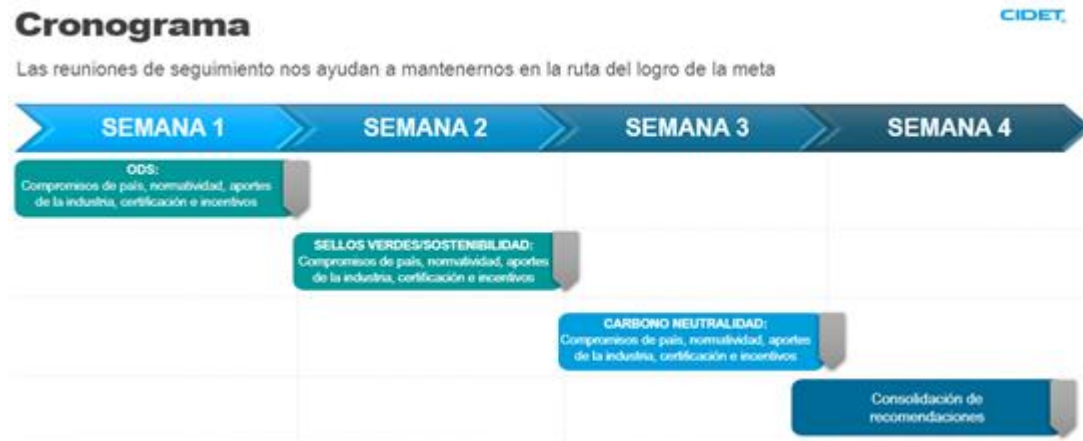 Cronograma
CIDET
Las reuniones de seguimiento nos ayudan a mantenernos en la ruta del logro de la meta
SEMANA 1
SEMANA 2
SEMANA 3
SEMANA 4
ODS:
Compromisos de país, normatividad, aportes
de la industria, certificación e incentivos
SELLOS VERDES/SOSTENIBILIDAD:
Compromisos de país, normatividad, aportes
de la industria, certificación e incentivos
CARBONO NEUTRALIDAD:
Compromisos de país, normatividad, aportes
de la industria, certificación e incentivos
Consolidación de
recomendaciones